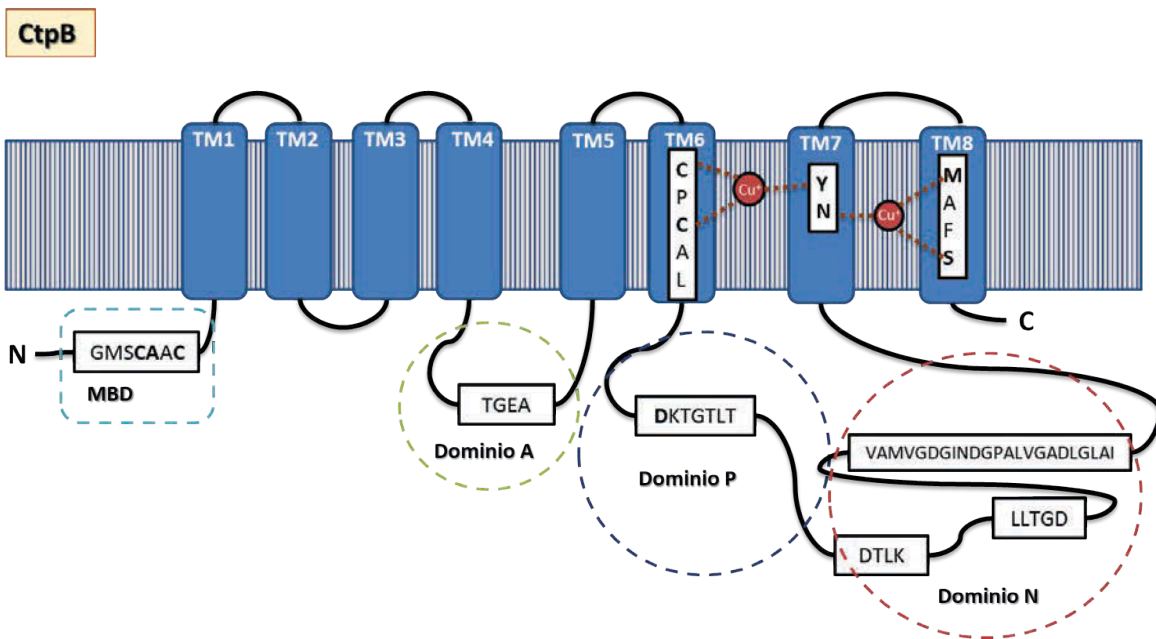 CtpB
TM1
TM2
TM3
TM4
TM5
TM6
TM7
TM8
C
P
C
A
L
Cu⁺
Y
N
Cu⁺
M
A
F
S
N
GMSCAAC
MBD
TGEA
Dominio A
DKTGTLT
Dominio P
C
VAMVGDGINDGPALVGADLGLAI
LLTGD
DTLK
Dominio N